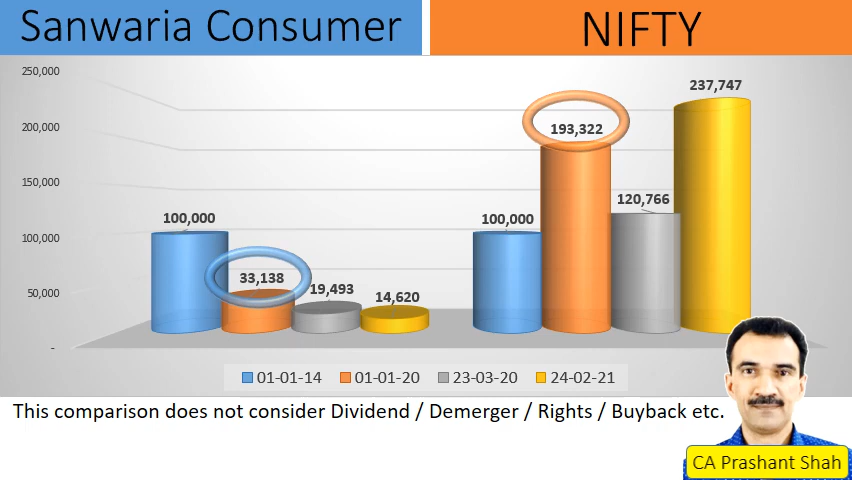 Sanwaria Consumer
NIFTY
250,000
200,000
150,000
100,000
50,000
-
100,000
33,138
19,493
14,620
100,000
193,322
120,766
237,747
01-01-14 01-01-20 23-03-20 24-02-21
This comparison does not consider Dividend / Demerger / Rights / Buyback etc.
CA Prashant Shah